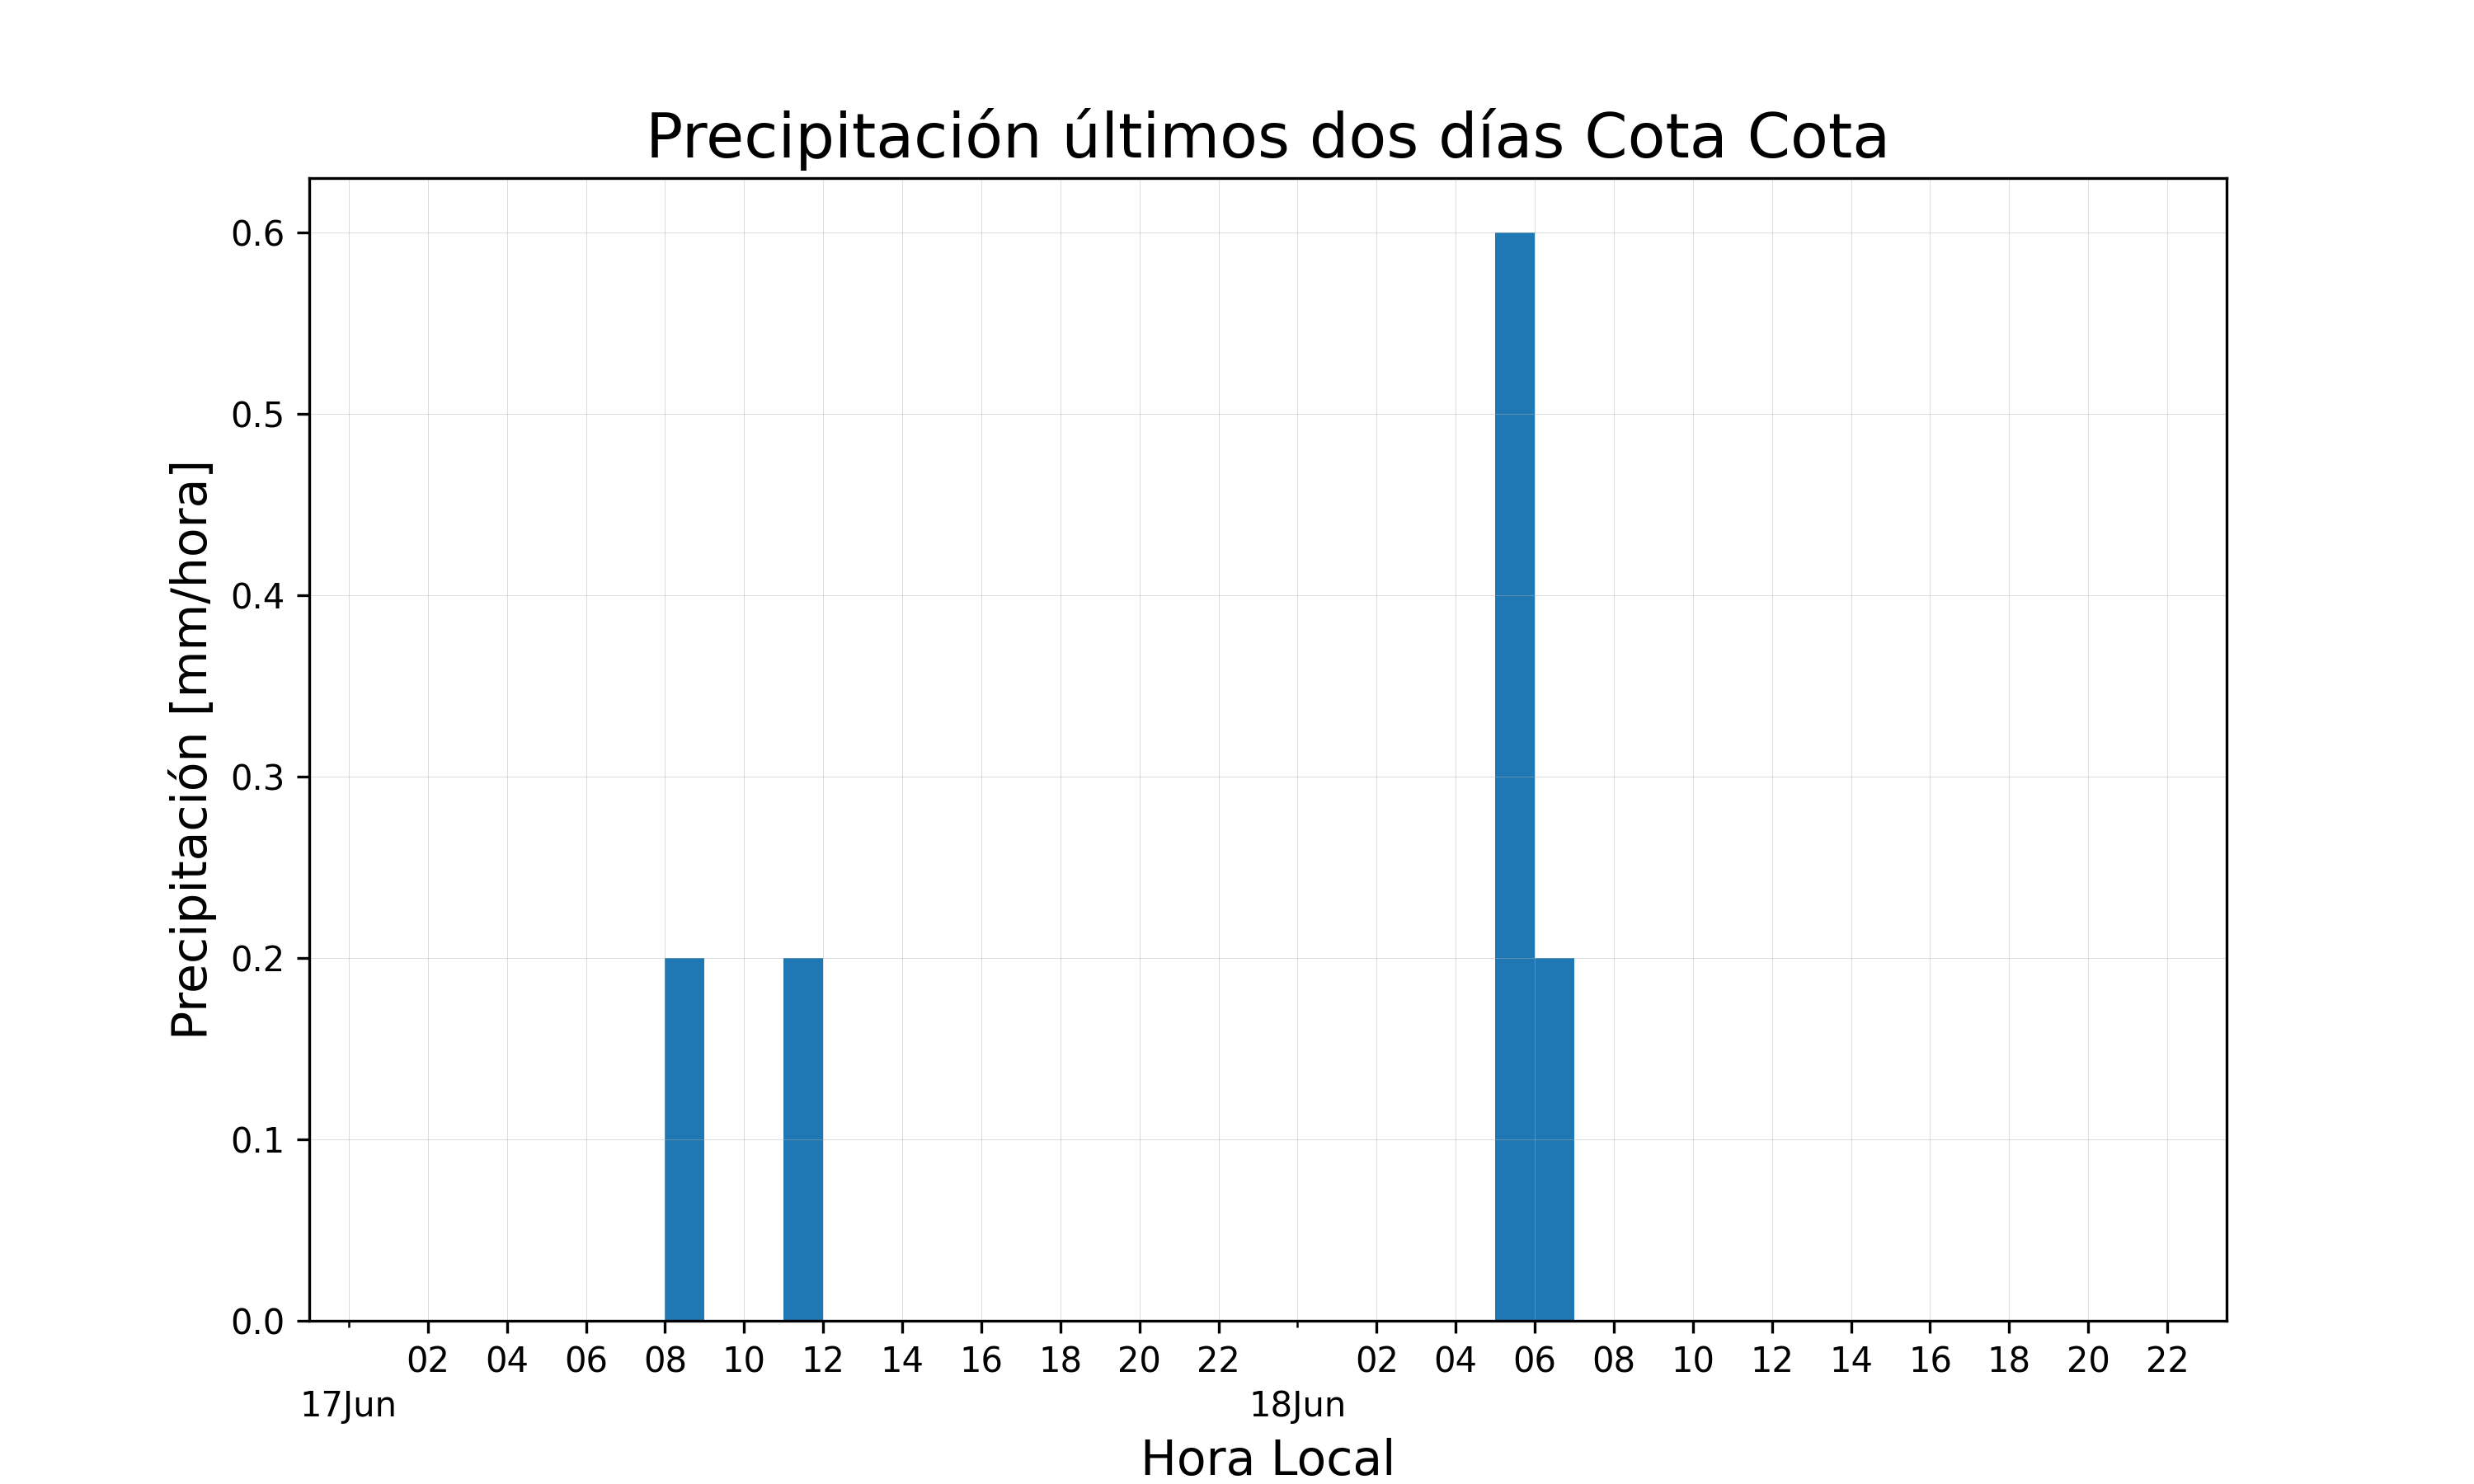 Precipitación últimos dos días Cota Cota
Precipitación [mm/hora]
0.6
0.5
0.4
0.3
0.2
0.1
0.0
02 04 06 08 10 12 14 16 18 20 22 02 04 06 08 10 12 14 16 18 20 22
17Jun 18Jun
Hora Local